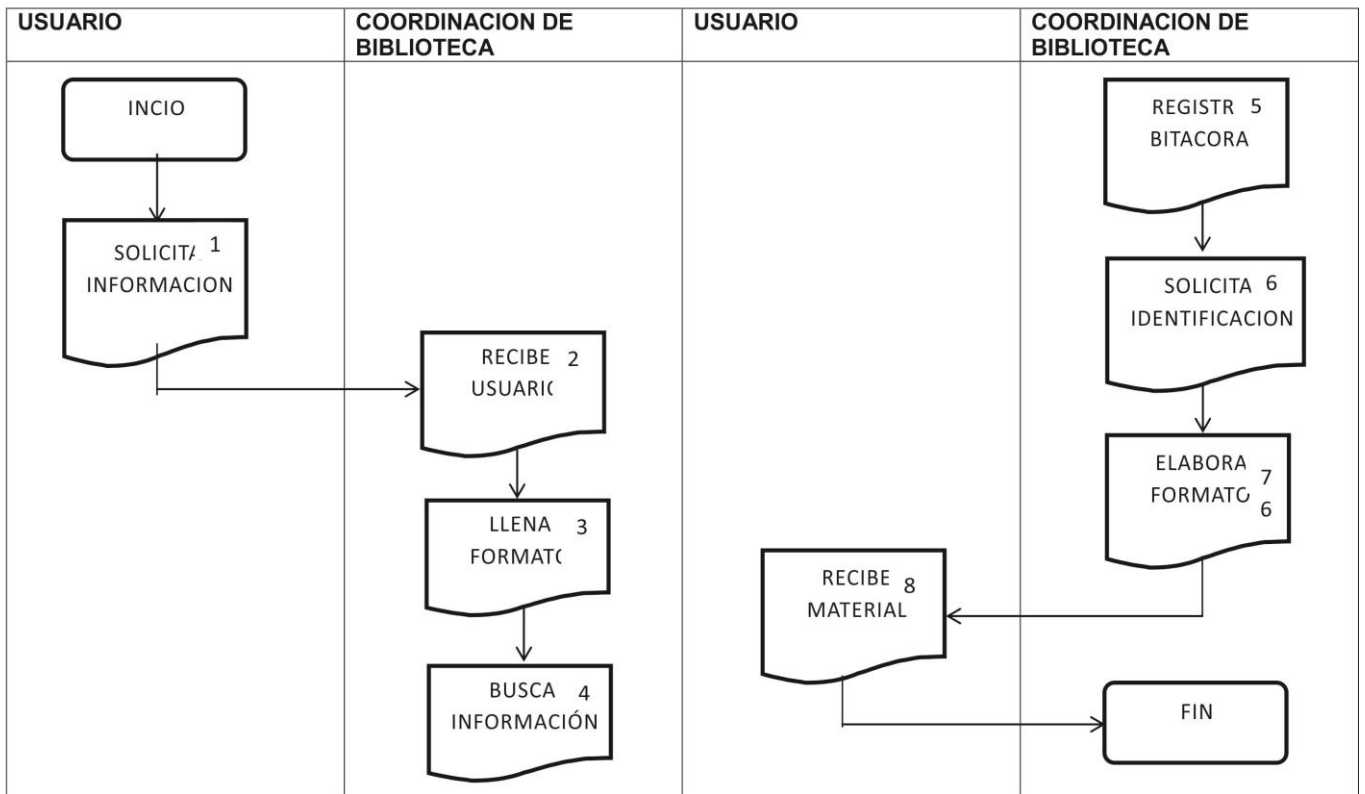 USUARIO
COORDINACION DE
BIBLIOTECA
USUARIO
COORDINACION DE
BIBLIOTECA
INCIO
SOLICITA 1
INFORMACION
RECIBE 2
USUARIO
LLENA 3
FORMATO
BUSCA 4
INFORMACIÓN
REGISTR 5
BITACORA
SOLICITA 6
IDENTIFICACION
ELABORA 7
FORMATO 6
RECIBE 8
MATERIAL
FIN